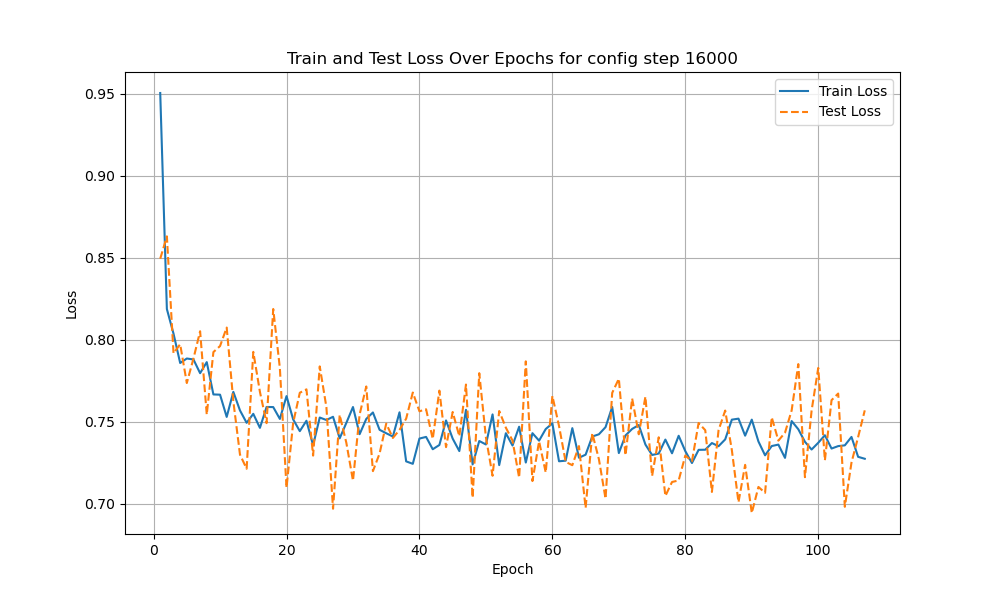 Train and Test Loss Over Epochs for config step 16000
Train Loss
Test Loss
0.95
0.90
0.85
0.80
0.75
0.70
Loss
0 20 40 60 80 100
Epoch